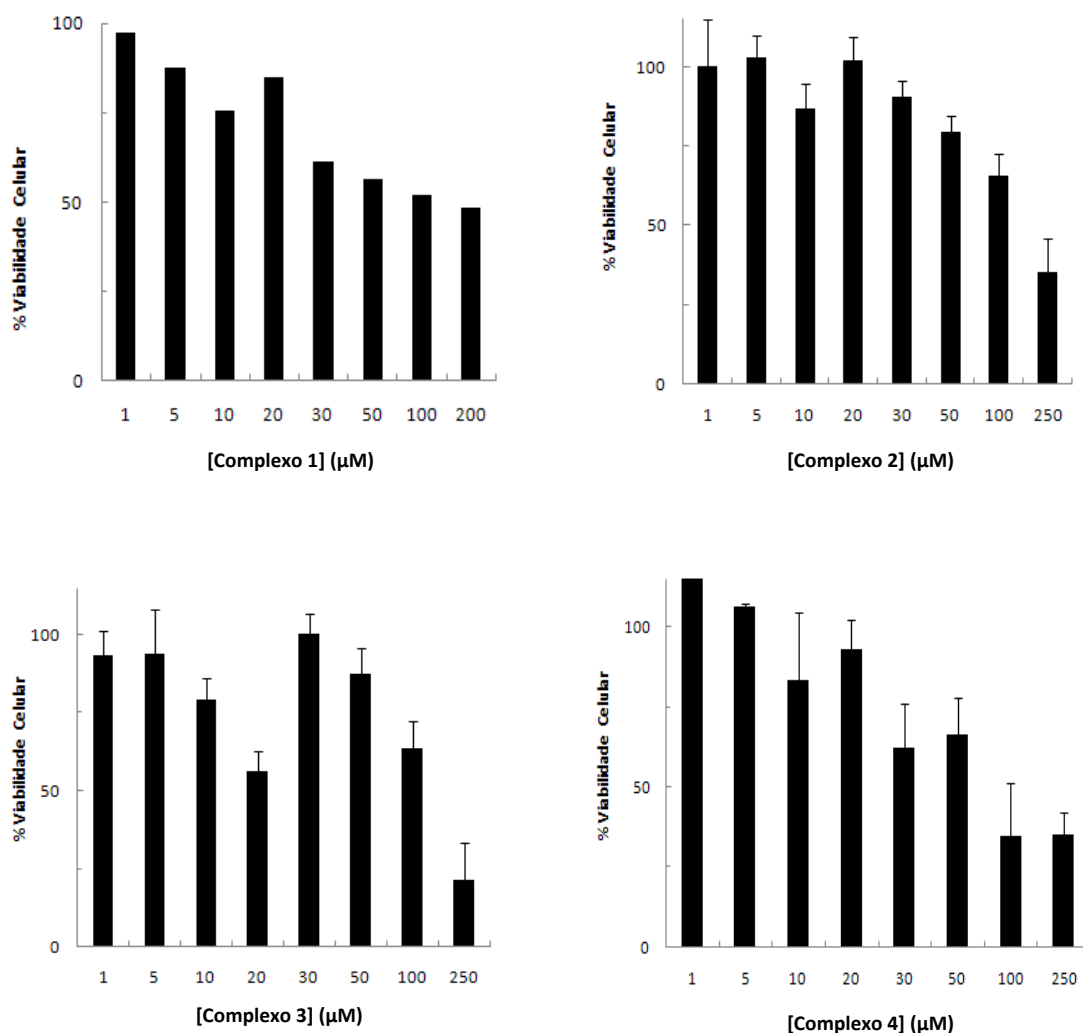 100
50
0
% Viabilidade Celular
1 5 10 20 30 50 100 200
[Complexo 1] (µM)
100
50
0
% Viabilidade Celular
1 5 10 20 30 50 100 250
[Complexo 2] (µM)
100
50
0
% Viabilidade Celular
1 5 10 20 30 50 100 250
[Complexo 3] (µM)
100
50
0
% Viabilidade Celular
1 5 10 20 30 50 100 250
[Complexo 4] (µM)